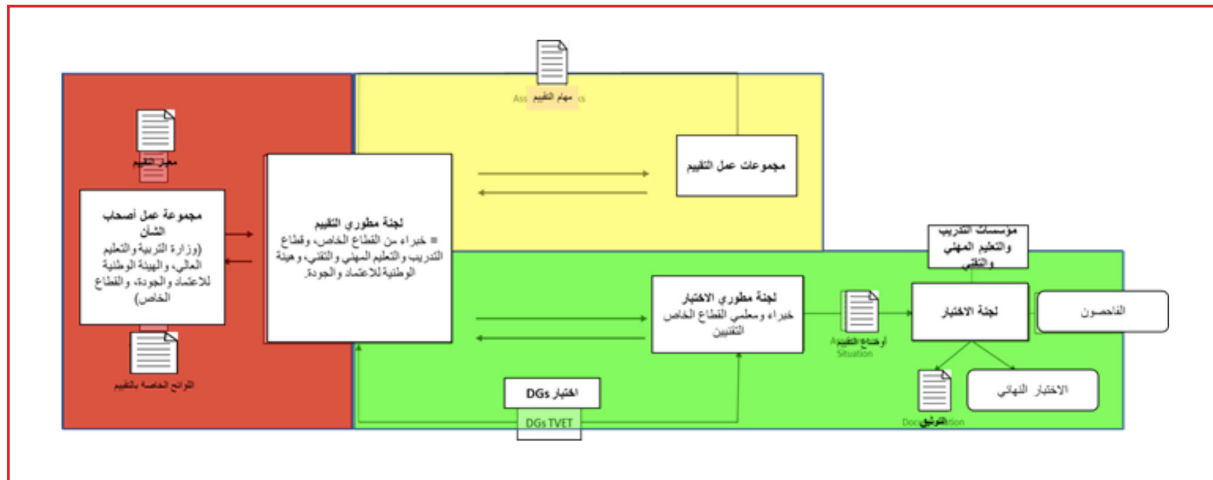 مهام التقييم
معيار التقييم
مجموعة عمل أصحاب
الشأن
(وزارة التربية والتعليم
العالي، والهيئة الوطنية
للاعتماد والجودة، والقطاع
الخاص)
اللوائح الخاصة بالتقييم
لجنة مطوري التقييم
= خبراء من القطاع الخاص، وقطاع
التدريب والتعليم المهني والتقني، وهيئة
الوطنية للاعتماد والجودة.
مجموعات عمل التقييم
لجنة مطوري الاختبار
خبراء ومعلمي القطاع الخاص
التقنيين
أوضاع التقييم
Situation
مؤسسات التدريب
والتعليم المهني
والتقني
لجنة الاختبار
الفاحصون
الاختبار النهائي
التوثيق
اختبار DGs
DGs TVET